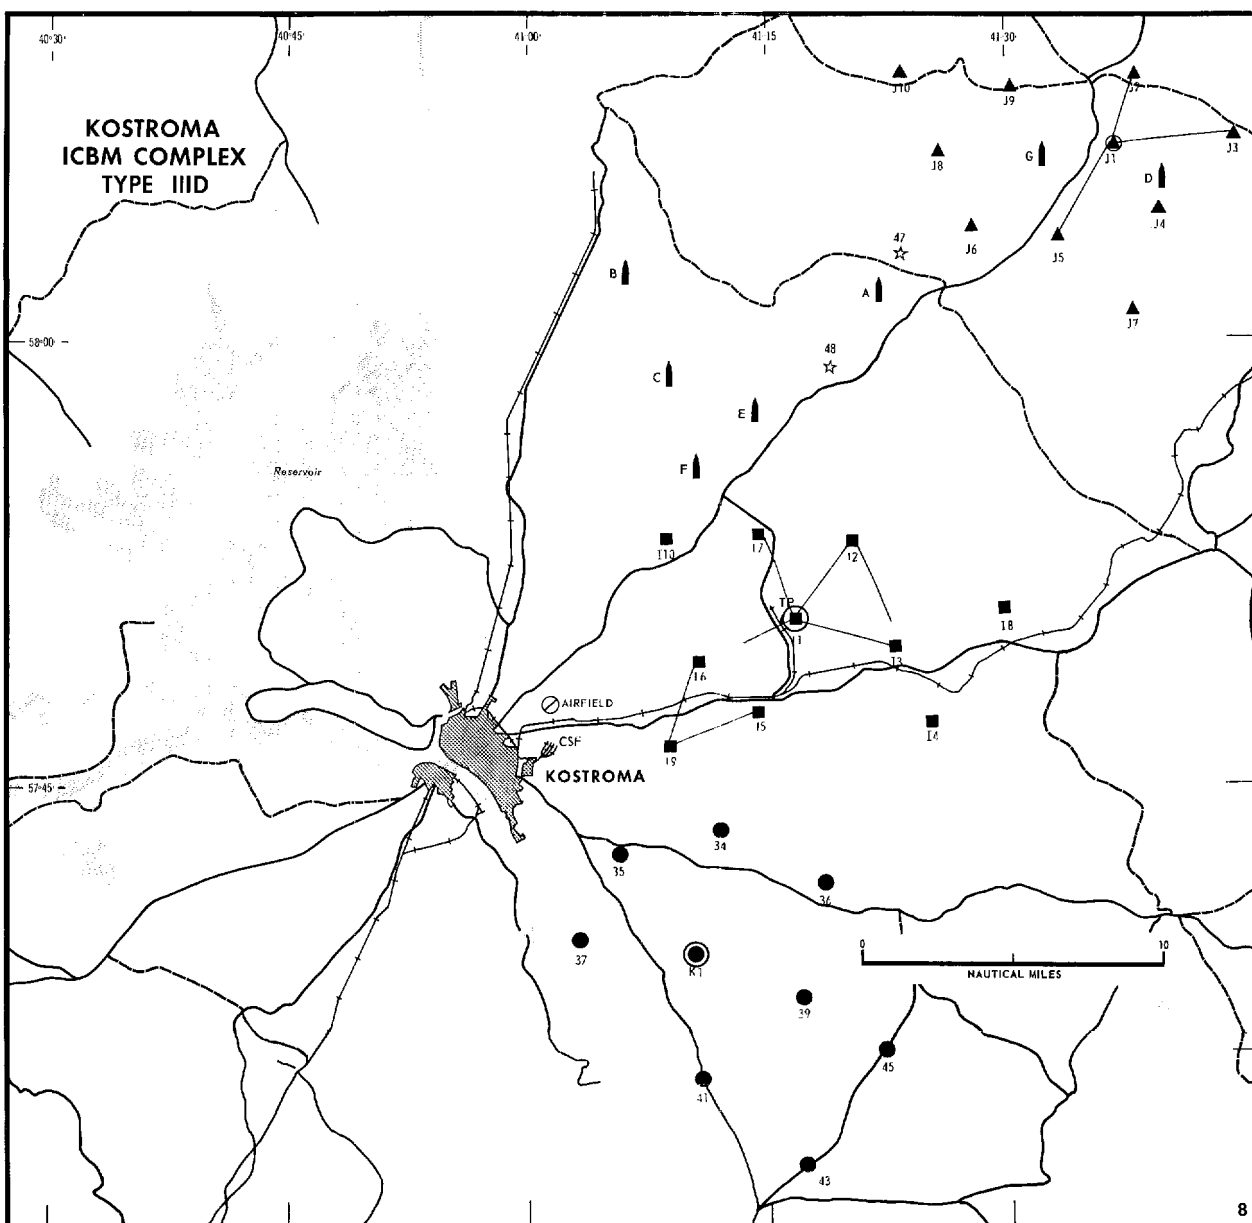 40°30'
40°45'
41°00'
41°15'
41°30'
KOSTROMA
ICBM COMPLEX
TYPE IIID
J10
J9
J2
J3
J1
J8
G
D
J4
47
J6
J5
B
A
J7
58°00'
48
C
E
F
Reservoir
I10
I7
I2
TP
I1
I8
I3
I6
AIRFIELD
I5
I4
CSF
I9
KOSTROMA
57°45'
34
35
36
37
K1
0
10
NAUTICAL MILES
39
45
41
43
8